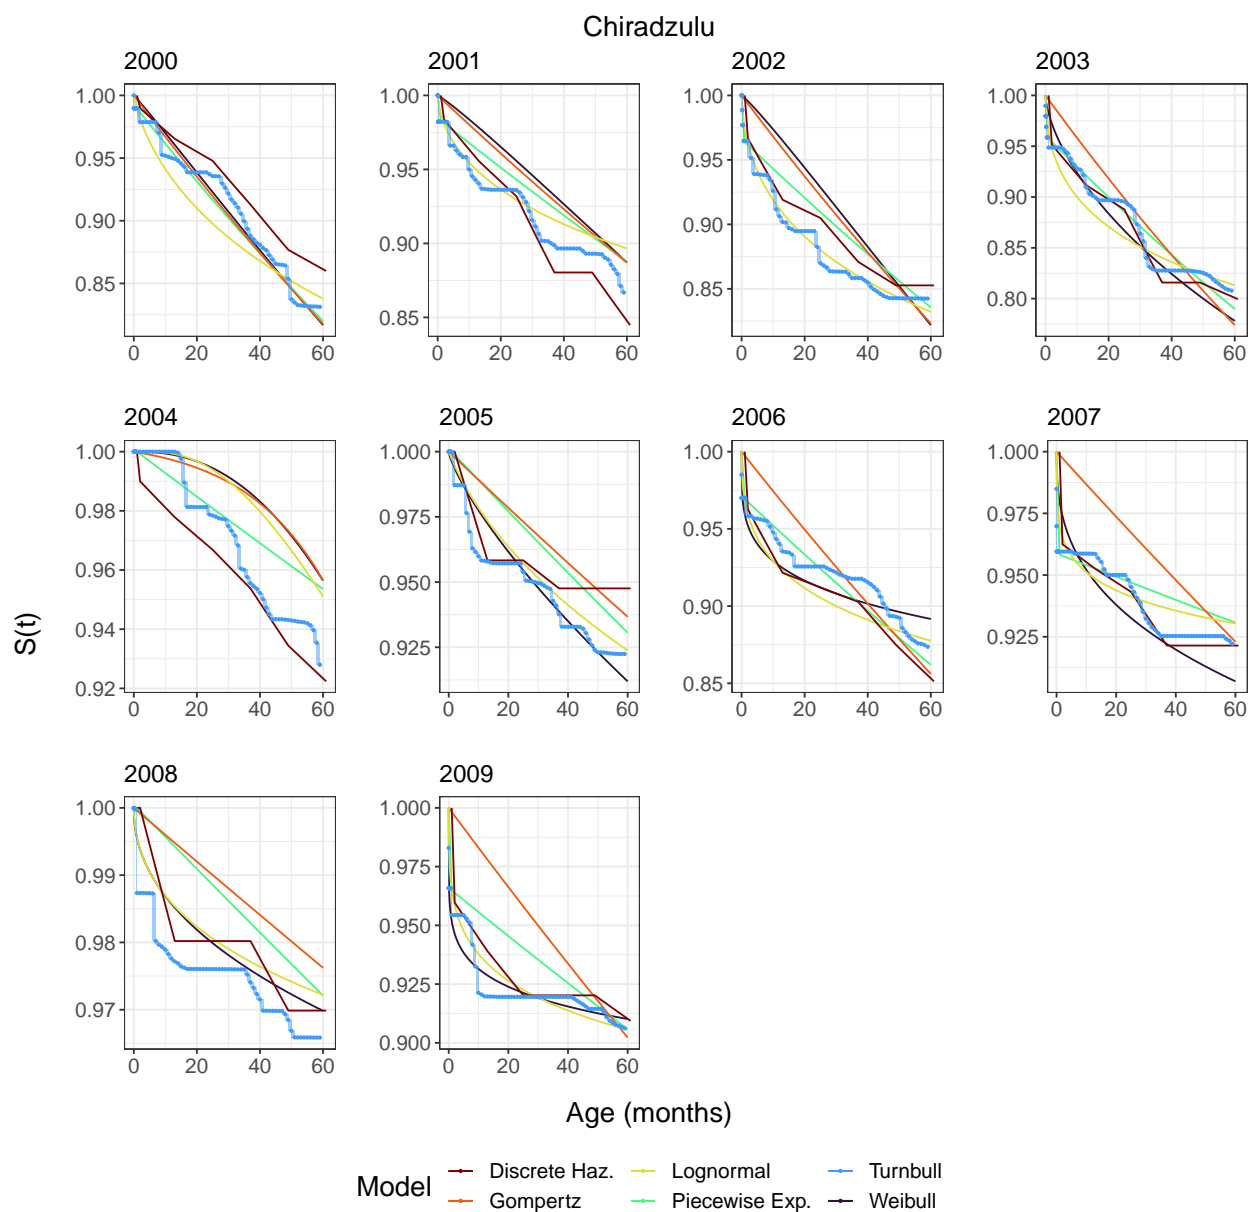 Chiradzulu
2000 2001 2002 2003
1.00 0.95 0.90 0.85
1.00 0.95 0.90 0.85
1.00 0.95 0.90 0.85
1.00 0.95 0.90 0.85 0.80
0 20 40 60 0 20 40 60 0 20 40 60 0 20 40 60
2004 2005 2006 2007
1.00 0.98 0.96 0.94 0.92
1.000 0.975 0.950 0.925
1.00 0.95 0.90 0.85
1.000 0.975 0.950 0.925
0 20 40 60 0 20 40 60 0 20 40 60 0 20 40 60
S(t)
2008 2009
1.00 0.99 0.98 0.97
1.000 0.975 0.950 0.925 0.900
0 20 40 60 0 20 40 60
Age (months)
Model
Discrete Haz. Lognormal Turnbull
Gompertz Piecewise Exp. Weibull